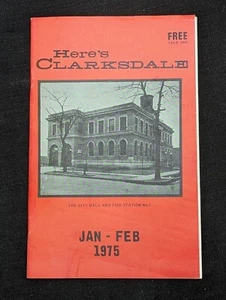 FREE
Here's
CLARKSDALE
THE CITY HALL AND FIRE STATION No.1
JAN - FEB
1975